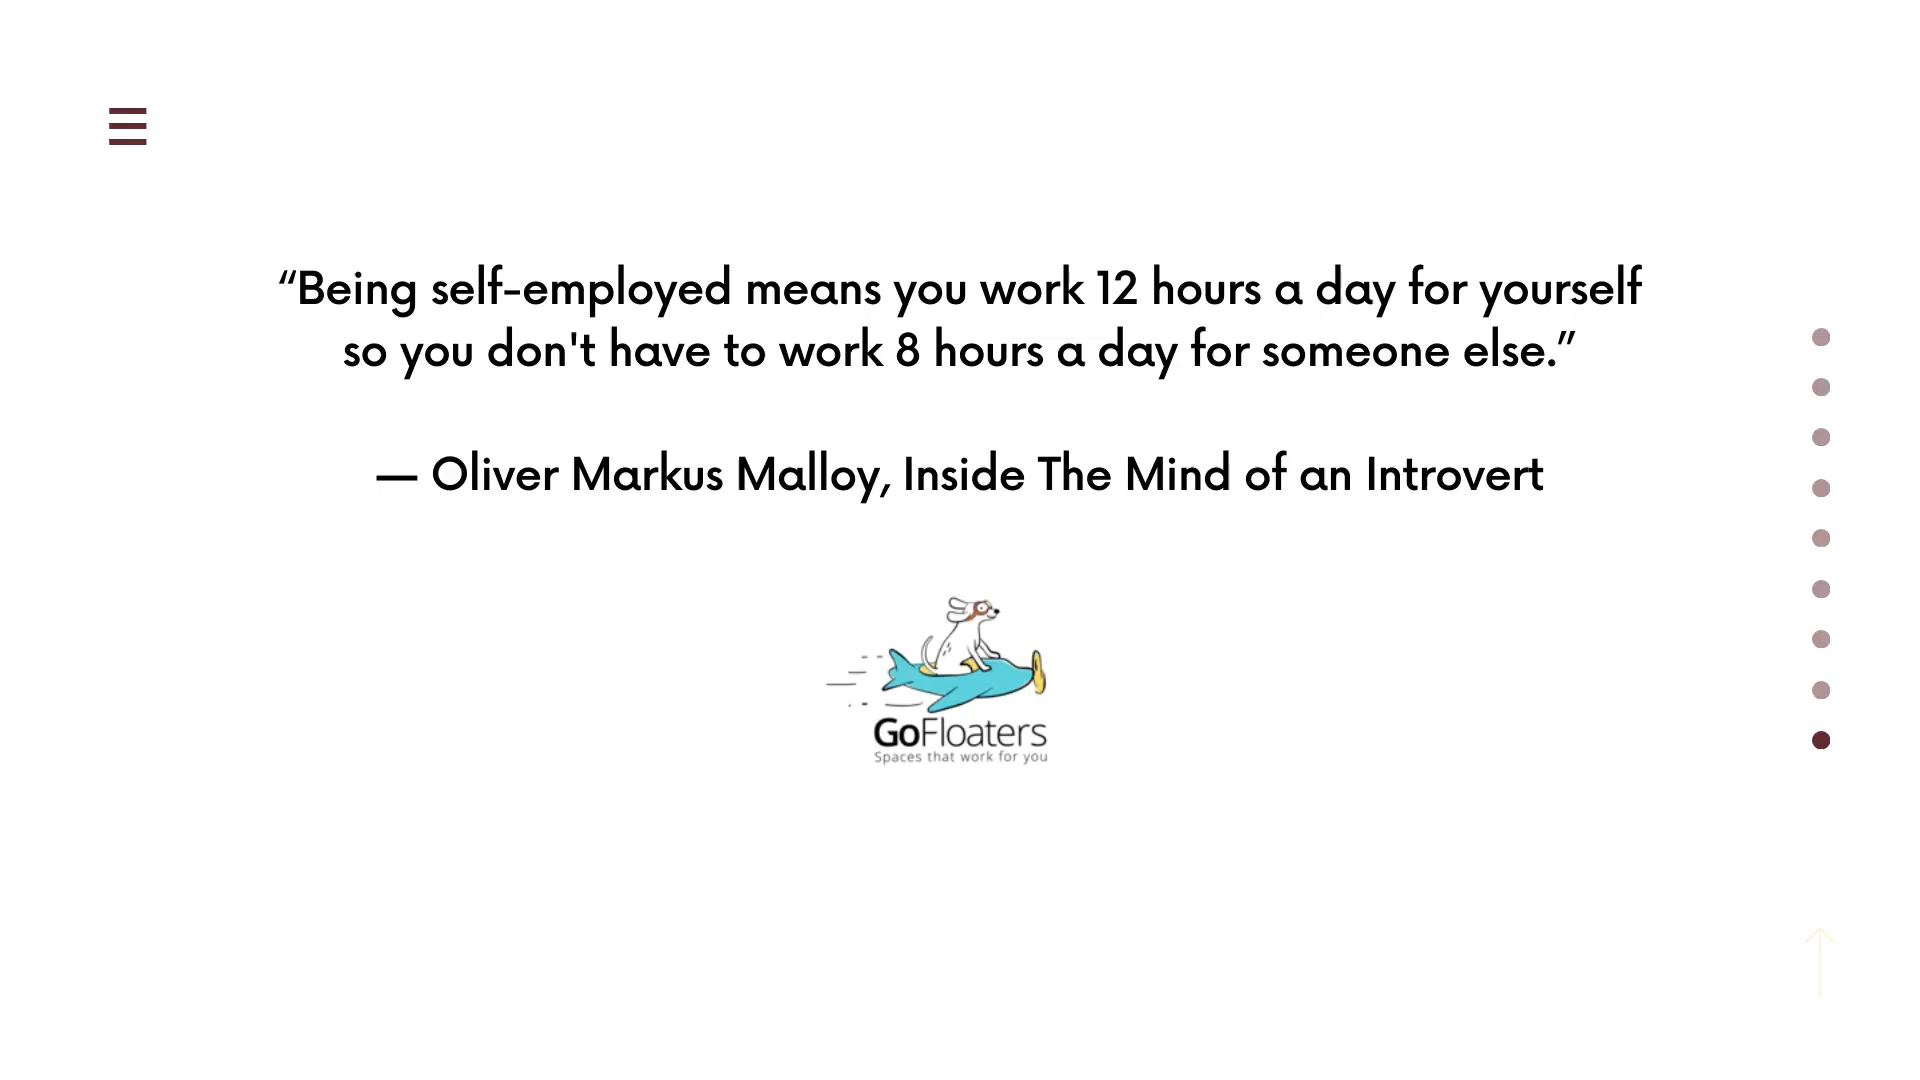 “Being self-employed means you work 12 hours a day for yourself
so you don't have to work 8 hours a day for someone else.”
— Oliver Markus Malloy, Inside The Mind of an Introvert
GoFloaters
Spaces that work for you